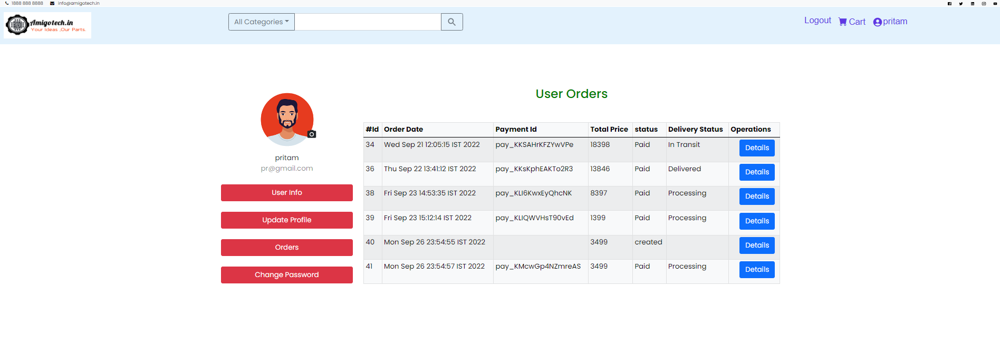 1888 888 8888 info@amigotech.in
Amigotech.in
Your Ideas ,Our Parts.
All Categories
Logout Cart pritam
User Orders
pritam
pr@gmail.com
User Info
Update Profile
Orders
Change Password
#Id Order Date Payment Id Total Price status Delivery Status Operations
34 Wed Sep 21 12:05:15 IST 2022 pay_KKSAHrKFZYwVPe 18398 Paid In Transit Details
36 Thu Sep 22 13:41:12 IST 2022 pay_KKsKphEAKTo2R3 13846 Paid Delivered Details
38 Fri Sep 23 14:53:35 IST 2022 pay_KLI6KwxEyQhcNK 8397 Paid Processing Details
39 Fri Sep 23 15:12:14 IST 2022 pay_KLIQWVHsT90vEd 1399 Paid Processing Details
40 Mon Sep 26 23:54:55 IST 2022 3499 created Details
41 Mon Sep 26 23:54:57 IST 2022 pay_KMcwGp4NZmreAS 3499 Paid Processing Details